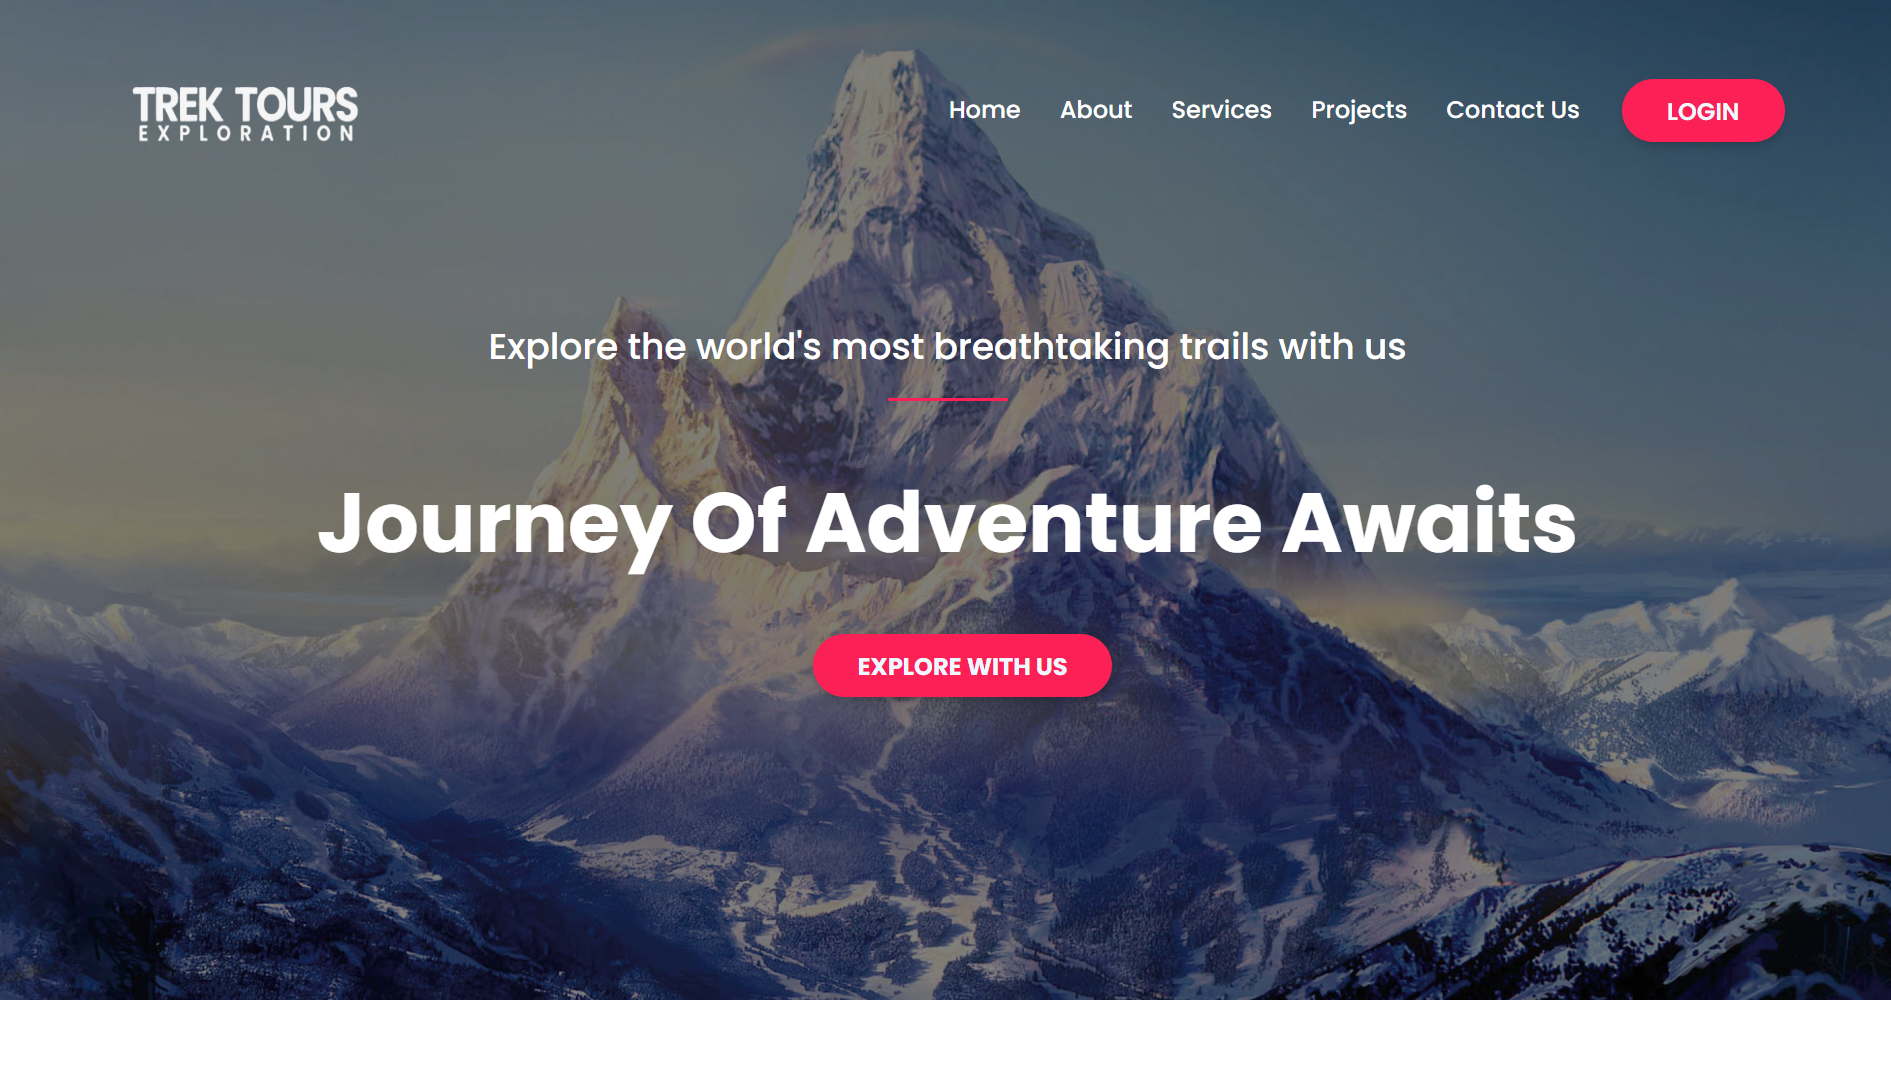 TREK TOURS
EXPLORATION
Home
About
Services
Projects
Contact Us
LOGIN
Explore the world's most breathtaking trails with us
Journey Of Adventure Awaits
EXPLORE WITH US